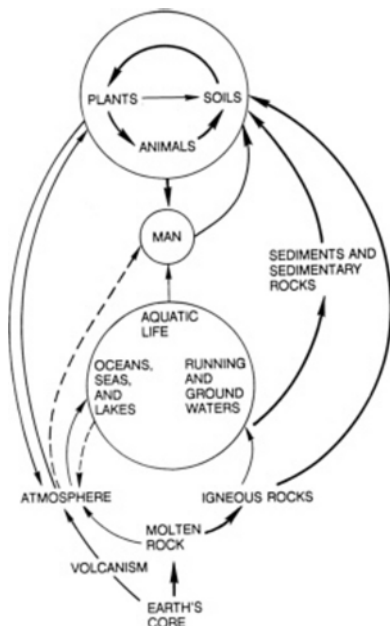 PLANTS
SOILS
ANIMALS
MAN
SEDIMENTS AND
SEDIMENTARY
ROCKS
AQUATIC
LIFE
OCEANS,
SEAS,
AND
LAKES
RUNNING
AND
GROUND
WATERS
ATMOSPHERE
IGNEOUS ROCKS
MOLTEN
ROCK
VOLCANISM
EARTH'S
CORE